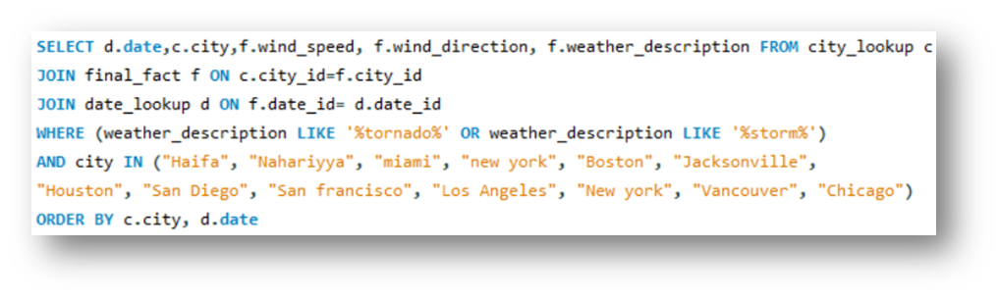 SELECT d.date,c.city,f.wind_speed, f.wind_direction, f.weather_description FROM city_lookup c
JOIN final_fact f ON c.city_id=f.city_id
JOIN date_lookup d ON f.date_id= d.date_id
WHERE (weather_description LIKE '%tornado%' OR weather_description LIKE '%storm%')
AND city IN ("Haifa", "Nahariyya", "miami", "new york", "Boston", "Jacksonville",
"Houston", "San Diego", "San francisco", "Los Angeles", "New york", "Vancouver", "Chicago")
ORDER BY c.city, d.date